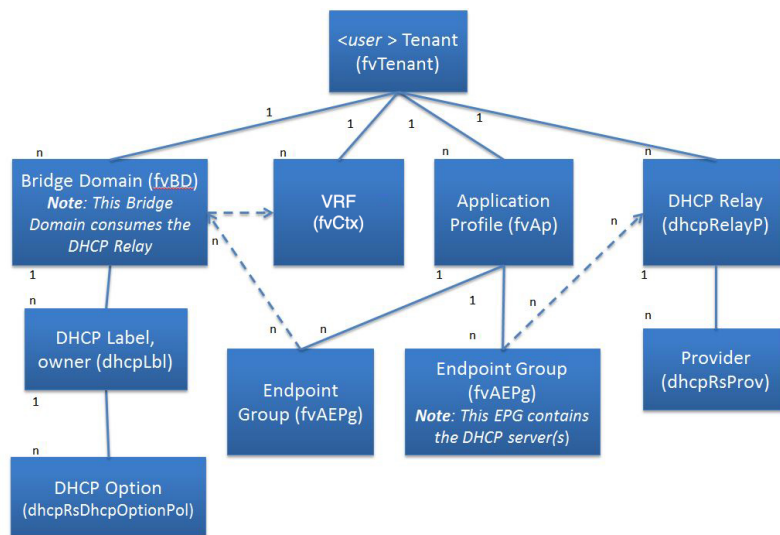 <user > Tenant
(fvTenant)
1
1
1
1
n
n
n
n
Bridge Domain (fvBD)
Note: This Bridge
Domain consumes the
DHCP Relay
VRF
(fvCtx)
Application
Profile (fvAp)
DHCP Relay
(dhcpRelayP)
n
n
1
1
1
1
n
n
n
n
n
n
DHCP Label,
owner (dhcpLbl)
Endpoint
Group (fvAEPg)
Endpoint Group
(fvAEPg)
Note: This EPG contains
the DHCP server(s)
Provider
(dhcpRsProv)
1
n
DHCP Option
(dhcpRsDhcpOptionPol)